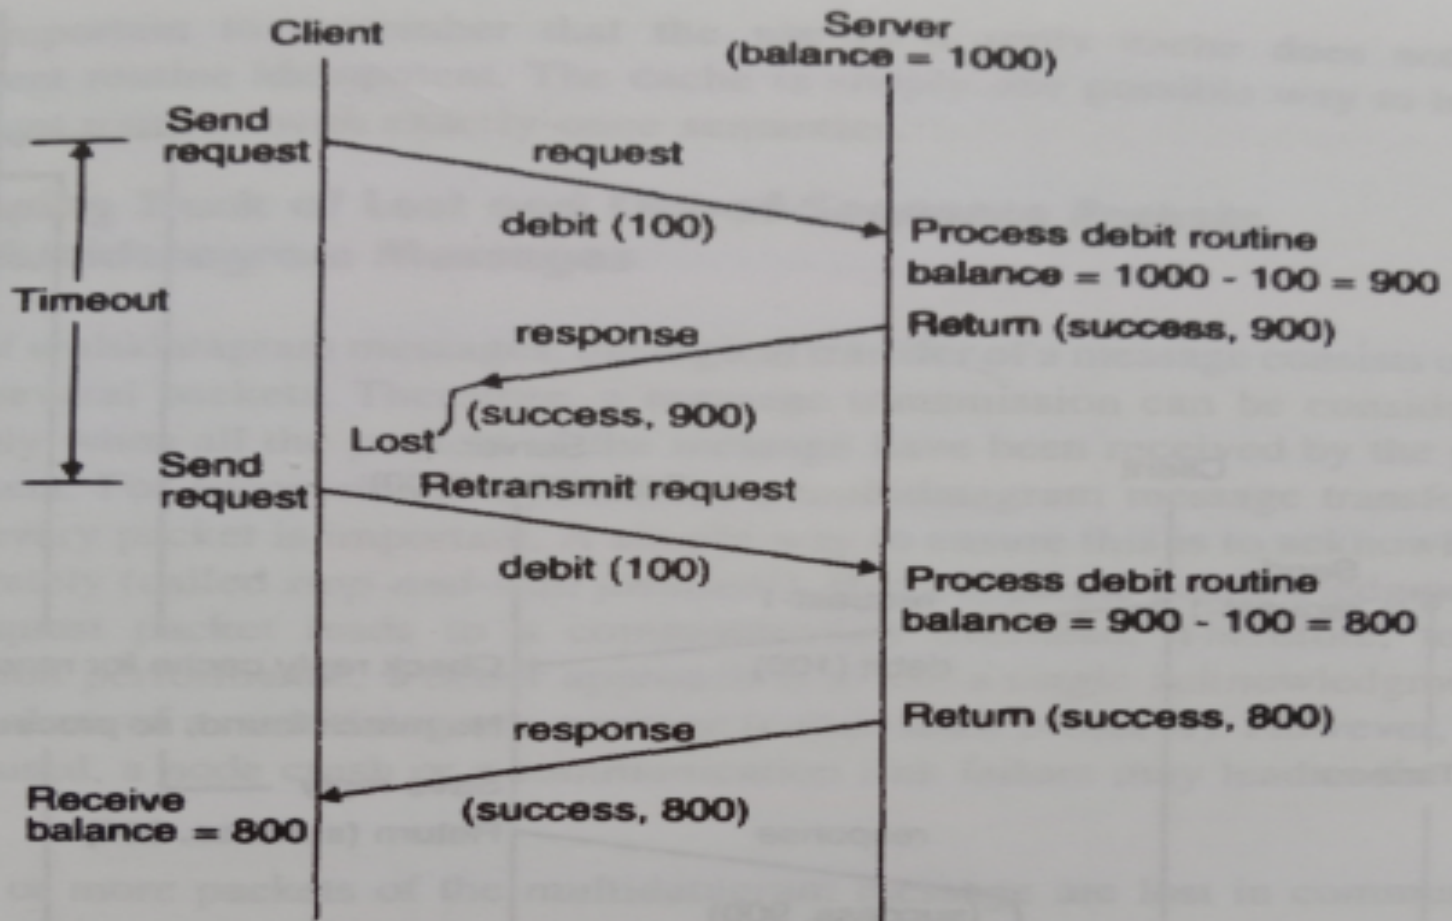 Client
Server
(balance = 1000)
Send
request
request
debit (100)
Process debit routine
balance = 1000 - 100 = 900
Timeout
Return (success, 900)
response
(success, 900)
Lost
Send
request
Retransmit request
debit (100)
Process debit routine
balance = 900 - 100 = 800
Return (success, 800)
response
(success, 800)
Receive
balance = 800